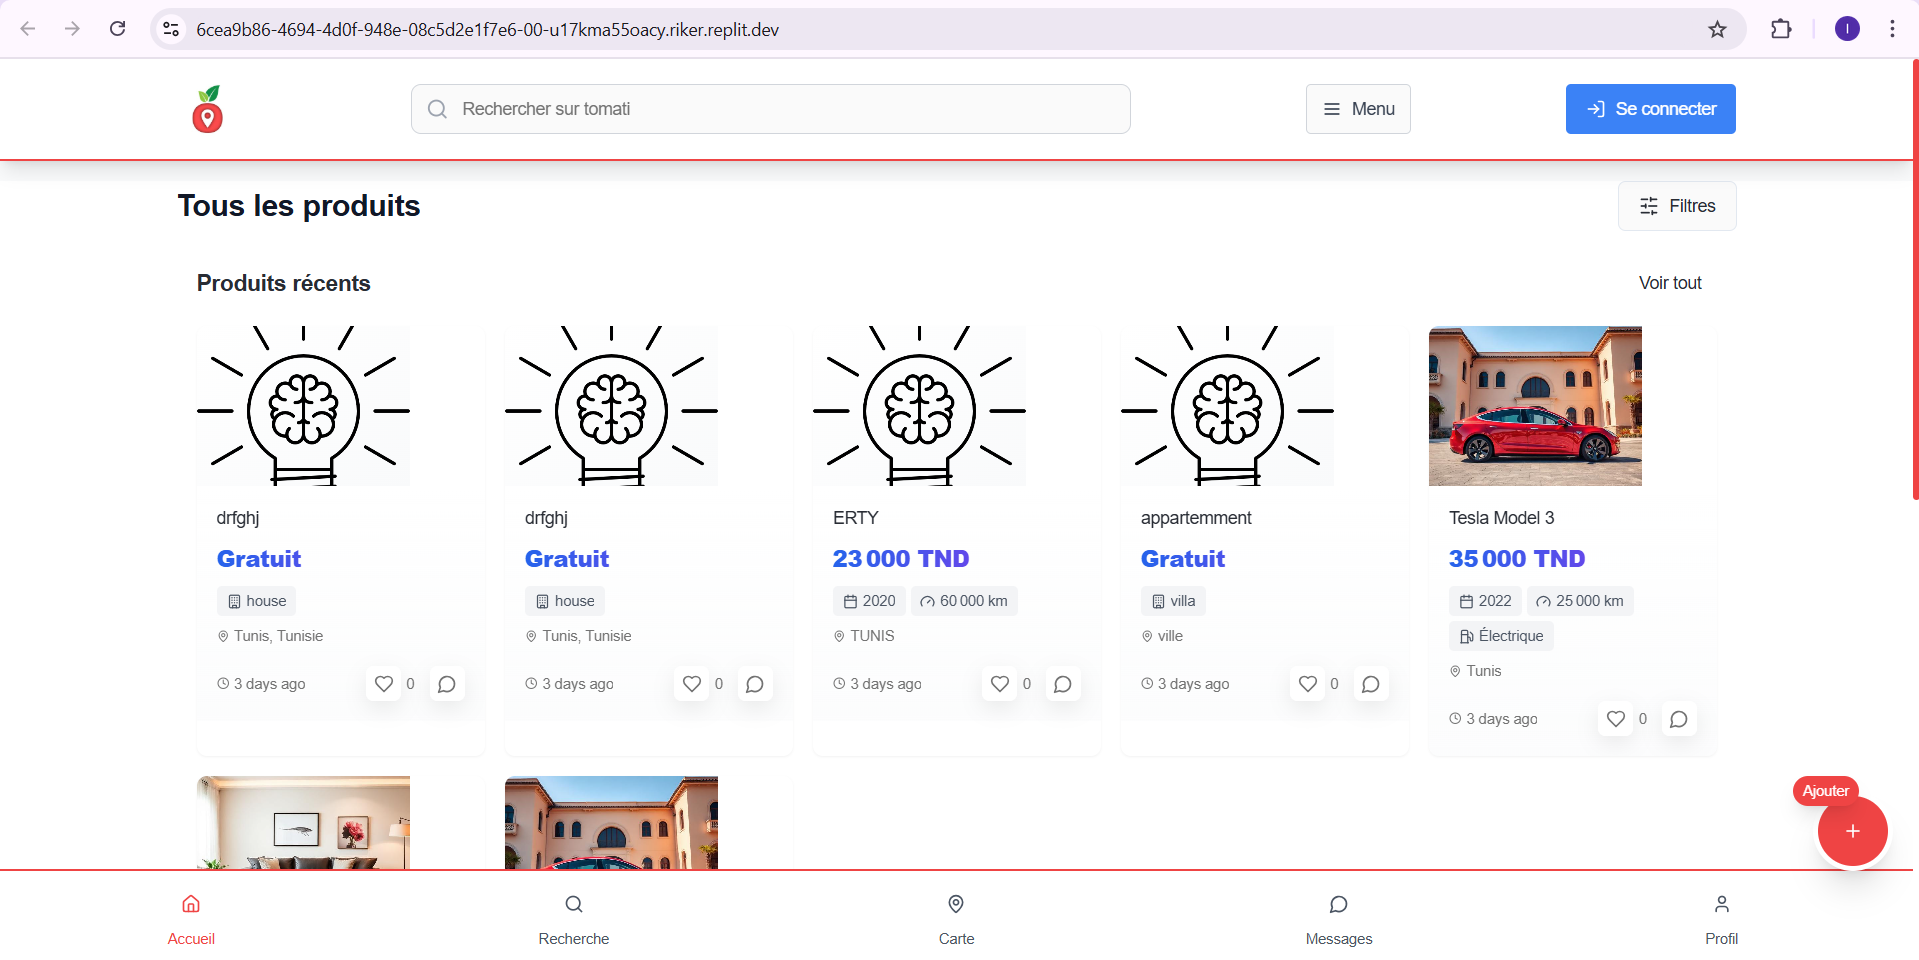 6cea9b86-4694-4d0f-948e-08c5d2e1f7e6-00-u17kma55oacy.riker.replit.dev
I
Rechercher sur tomati
Menu
Se connecter
Tous les produits
Filtres
Produits récents
Voir tout
drfghj
Gratuit
house
Tunis, Tunisie
3 days ago
0
drfghj
Gratuit
house
Tunis, Tunisie
3 days ago
0
ERTY
23 000 TND
2020
60 000 km
TUNIS
3 days ago
0
appartemment
Gratuit
villa
ville
3 days ago
0
Tesla Model 3
35 000 TND
2022
25 000 km
Électrique
Tunis
3 days ago
0
Ajouter
+
Accueil
Recherche
Carte
Messages
Profil